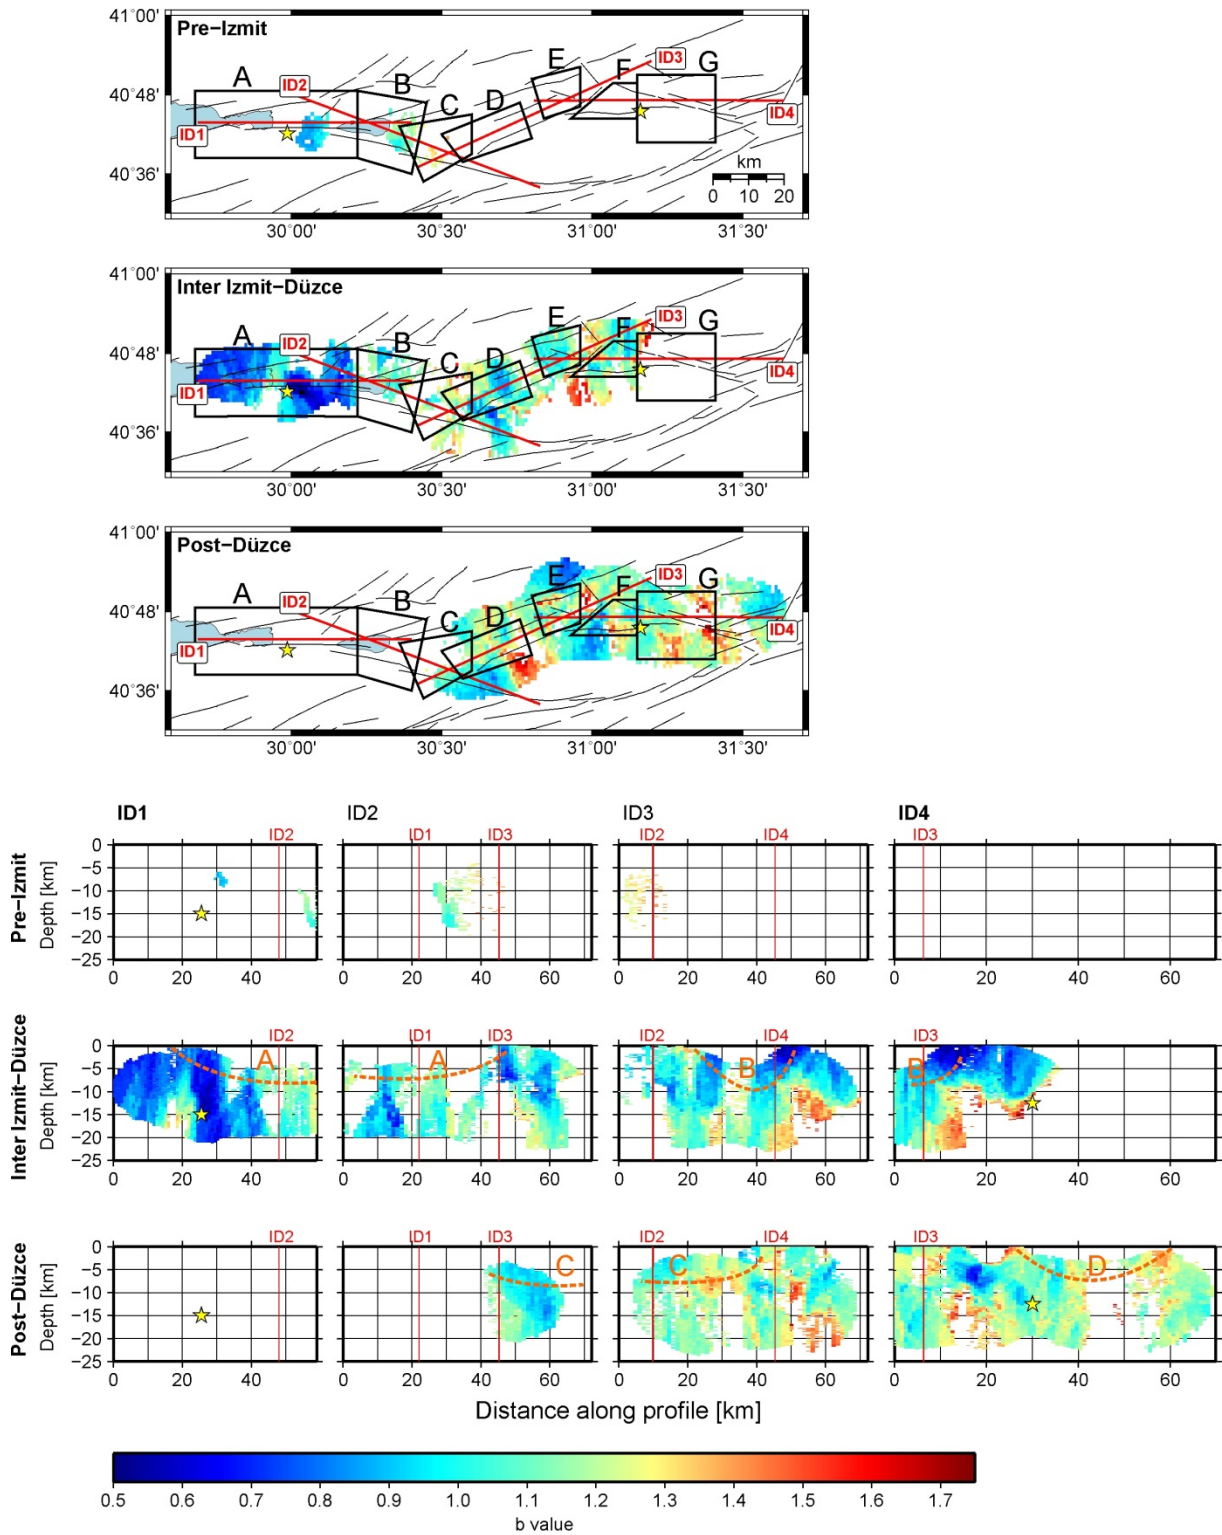 41°00'
Pre−Izmit
40°48'
40°36'
A
ID2
B
C
D
E
F
ID3
G
ID1
ID4
km
0 10 20
30°00' 30°30' 31°00' 31°30'
41°00'
Inter Izmit−Düzce
40°48'
40°36'
A
ID2
B
C
D
E
F
ID3
G
ID1
ID4
30°00' 30°30' 31°00' 31°30'
41°00'
Post−Düzce
40°48'
40°36'
A
ID2
B
C
D
E
F
ID3
G
ID1
ID4
30°00' 30°30' 31°00' 31°30'
ID1 ID2 ID3 ID4
ID2 ID1 ID3 ID2 ID4 ID3
Pre−Izmit
Depth [km]
0
−5
−10
−15
−20
−25
0 20 40 0 20 40 60 0 20 40 60 0 20 40 60
ID2 ID1 ID3 ID2 ID4 ID3
Inter Izmit−Düzce
Depth [km]
0
−5
−10
−15
−20
−25
A A B B
0 20 40 0 20 40 60 0 20 40 60 0 20 40 60
ID2 ID1 ID3 ID2 ID4 ID3
Post−Düzce
Depth [km]
0
−5
−10
−15
−20
−25
C C D
0 20 40 0 20 40 60 0 20 40 60 0 20 40 60
Distance along profile [km]
0.5 0.6 0.7 0.8 0.9 1.0 1.1 1.2 1.3 1.4 1.5 1.6 1.7
b value